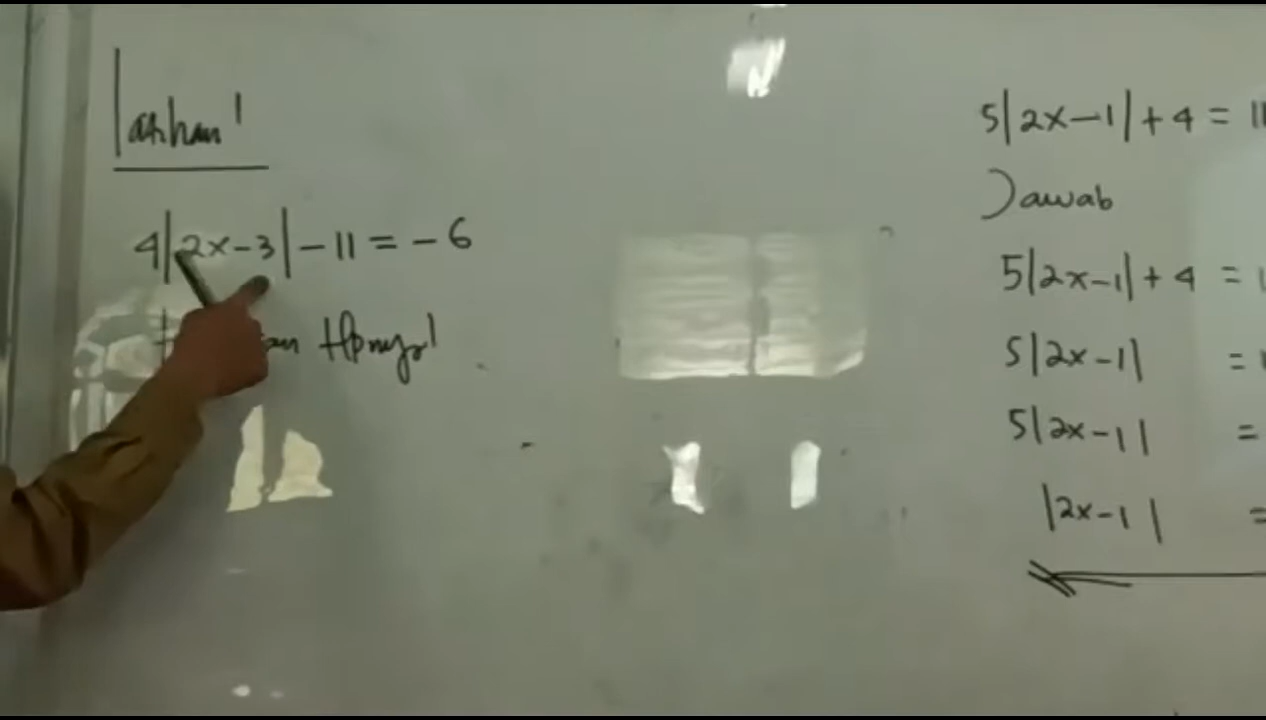 Latihan !
4|2x-3| - 11 = - 6
5|2x-1| + 4 = 11
Jawab
5|2x-1| + 4 =
5|2x-1| =
5|2x-1| =
|2x-1| =